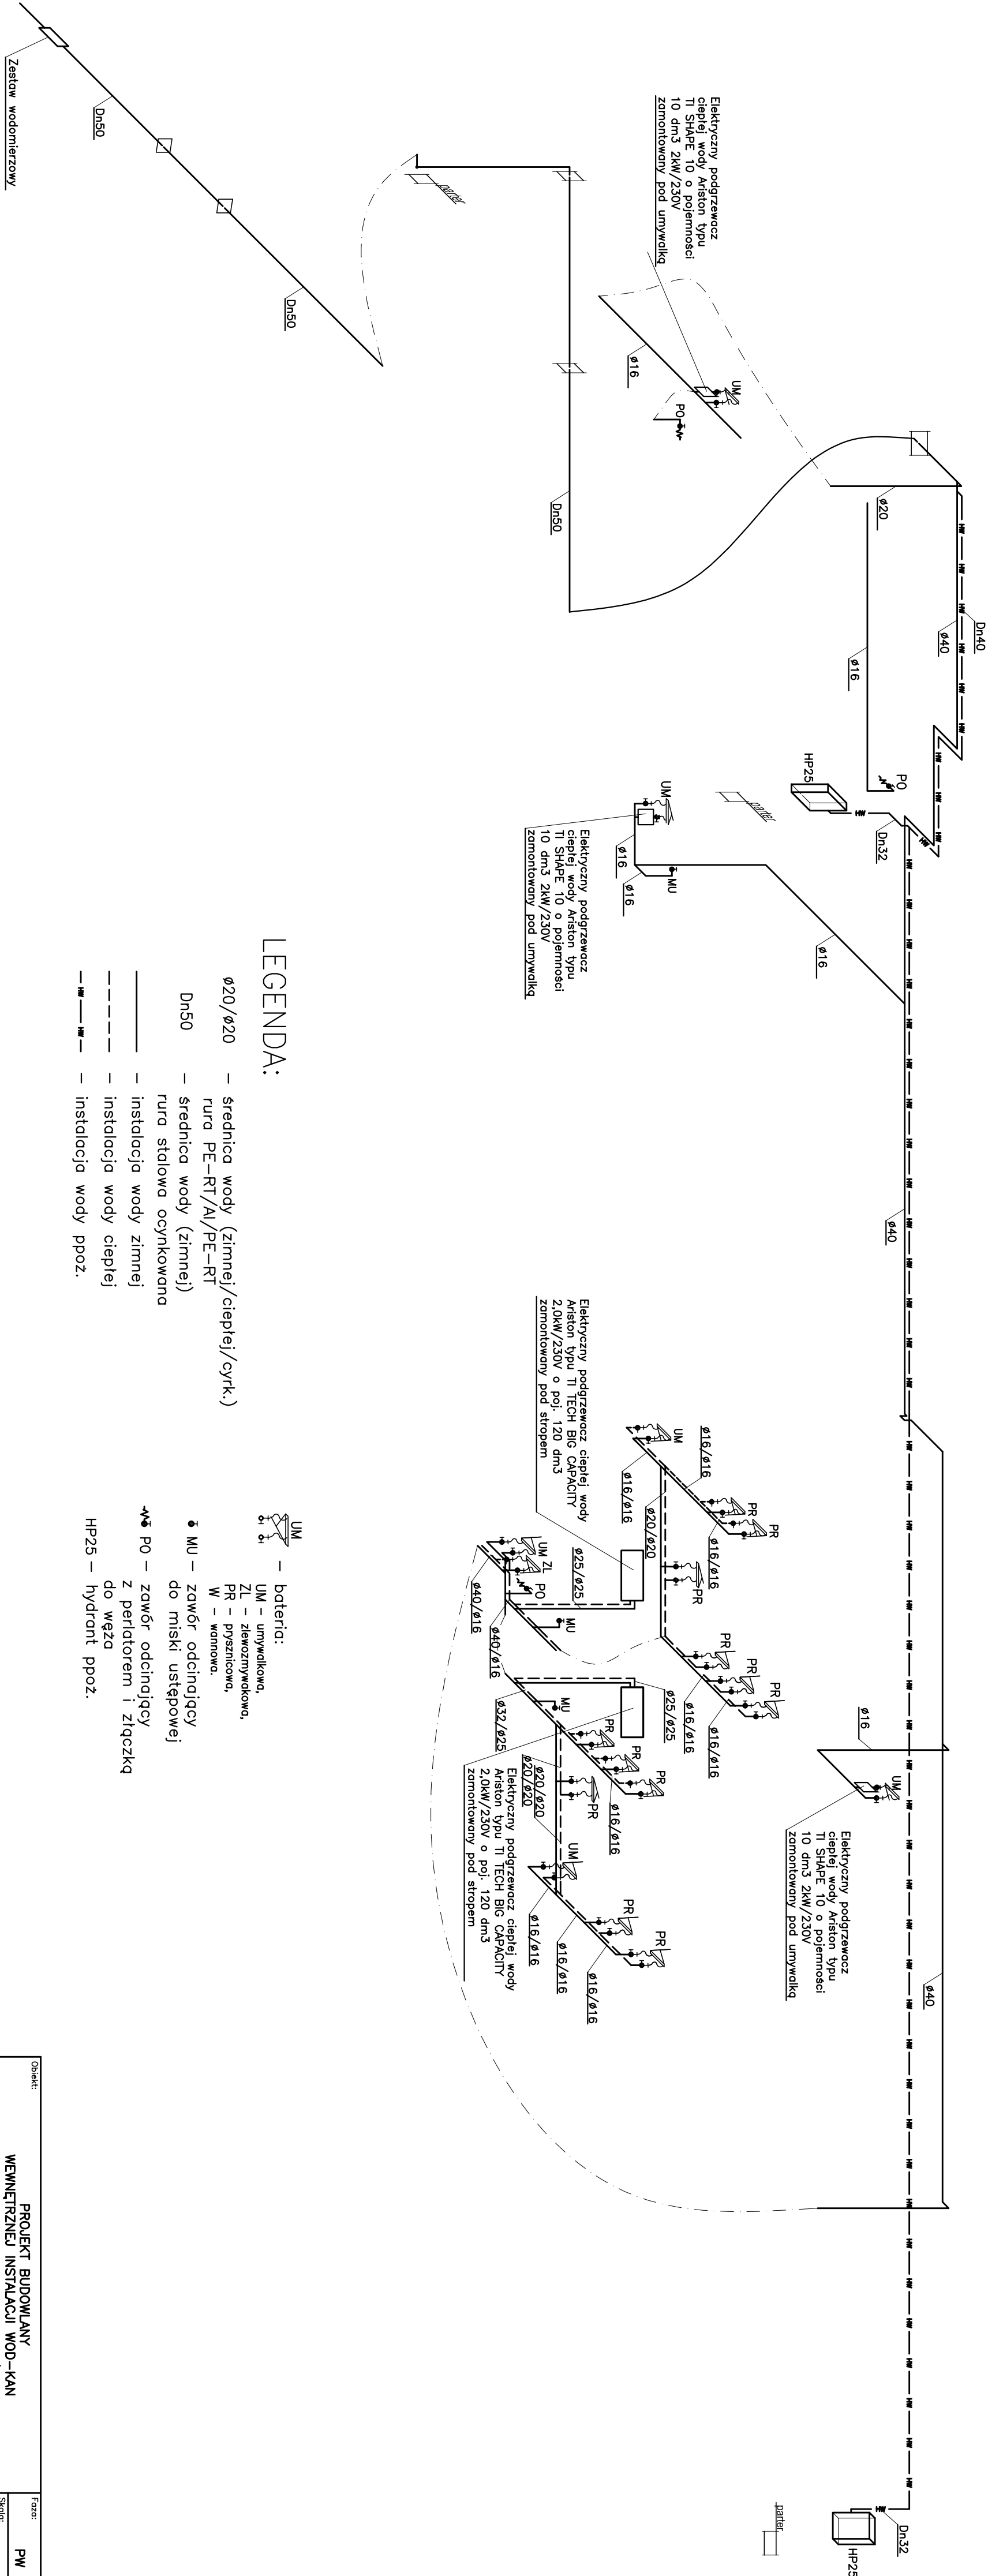 Zestaw wodomierzowy
Dn50
Dn50
parter
Elektryczny podgrzewacz
ciepłej wody Ariston typu
TI SHAPE 10 o pojemności
10 dm3 2kW/230V
zamontowany pod umywalką
ø16
UM
PO
Dn50
ø20
Dn40
ø40
ø16
PO
HP25
Dn32
parter
UM
MU
ø16
ø16
ø16
Elektryczny podgrzewacz
ciepłej wody Ariston typu
TI SHAPE 10 o pojemności
10 dm3 2kW/230V
zamontowany pod umywalką
ø40
Elektryczny podgrzewacz ciepłej wody
Ariston typu TI TECH BIG CAPACITY
2,0kW/230V o poj. 120 dm3
zamontowany pod stropem
UM
ø16/ø16
PR
PR
ø16/ø16
ø16/ø16
ø20/ø20
PR
PR
PR
PR
ø16/ø16
ø16/ø16
ø25/ø25
UM ZL
PO
MU
ø40/ø16
ø40/ø16
ø25/ø25
ø32/ø25
MU
PR
PR
PR
ø16/ø16
ø20/ø20
ø20/ø20
PR
UM
PR
PR
ø16/ø16
ø16/ø16
ø16/ø16
Elektryczny podgrzewacz ciepłej wody
Ariston typu TI TECH BIG CAPACITY
2,0kW/230V o poj. 120 dm3
zamontowany pod stropem
ø16
UM
Elektryczny podgrzewacz
ciepłej wody Ariston typu
TI SHAPE 10 o pojemności
10 dm3 2kW/230V
zamontowany pod umywalką
ø40
Dn32
HP25
parter
LEGENDA:
ø20/ø20 – średnica wody (zimnej/ciepłej/cyrk.)
rura PE–RT/Al/PE–RT
Dn50 – średnica wody (zimnej)
rura stalowa ocynkowana
– instalacja wody zimnej
– instalacja wody ciepłej
HW HW – instalacja wody ppoż.
UM – bateria:
UM – umywalkowa,
ZL – zlewozmywakowa,
PR – prysznicowa,
W – wannowa.
MU – zawór odcinający
do miski ustępowej
PO – zawór odcinający
z perlatorem i złączką
do węża
HP25 – hydrant ppoż.
Obiekt:
PROJEKT BUDOWLANY
WEWNĘTRZNEJ INSTALACJI WOD–KAN
Faza:
PW
Skala: